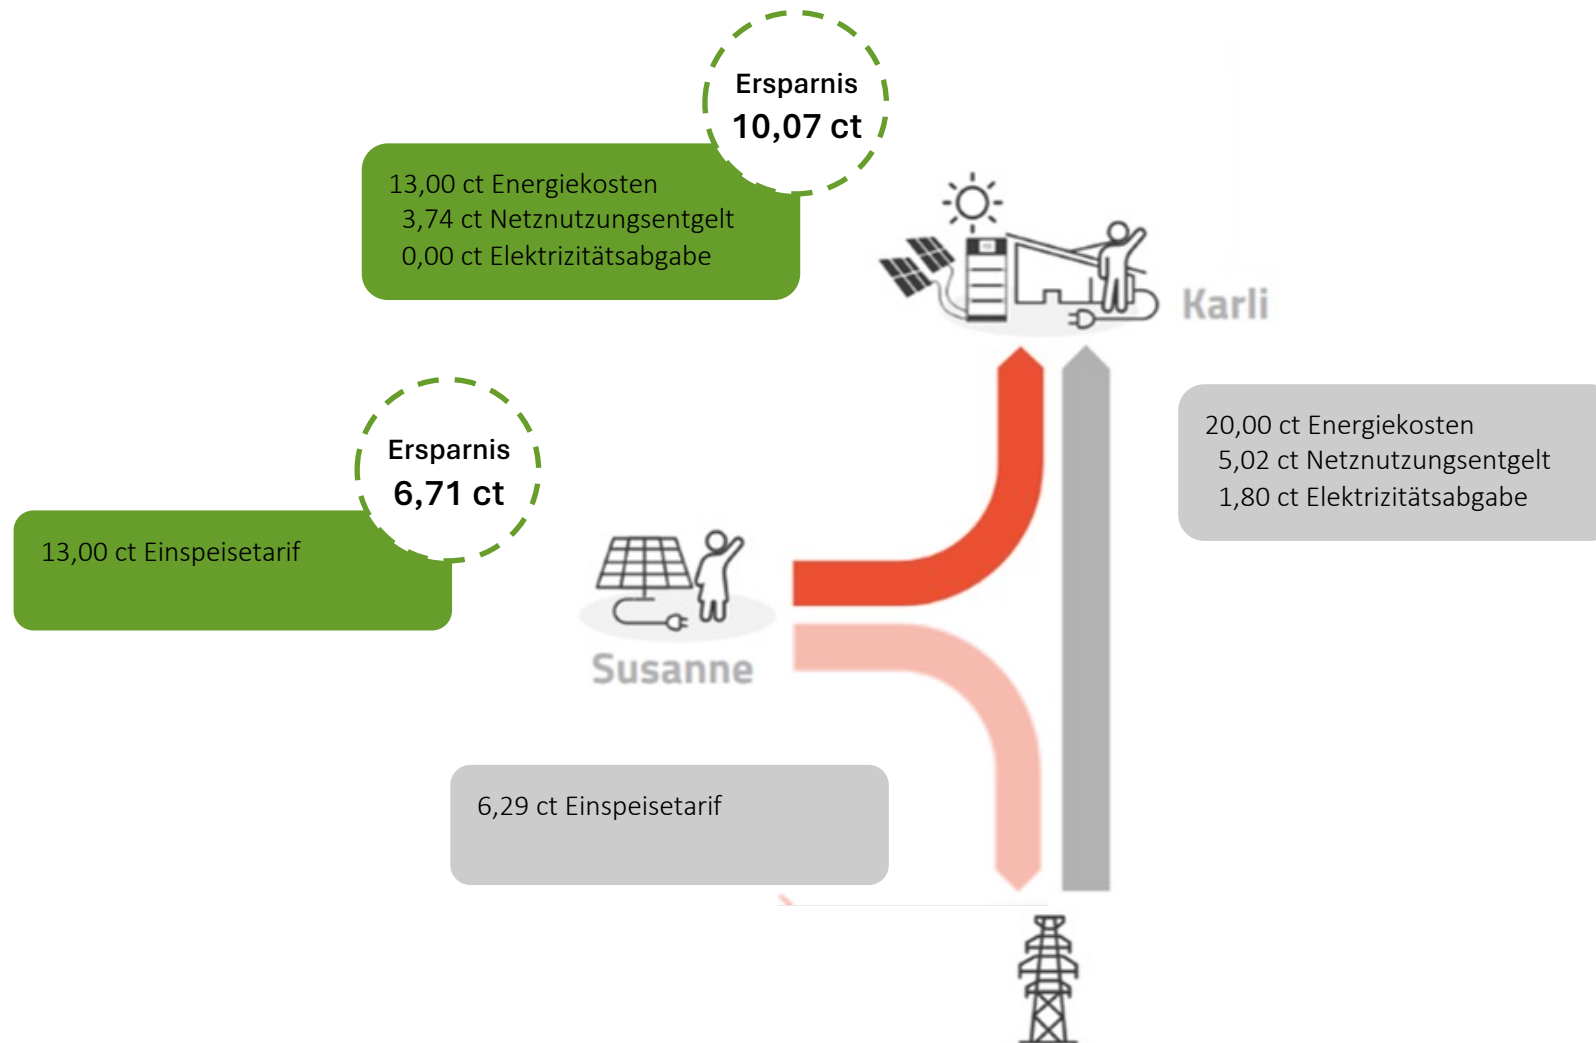 Ersparnis
10,07 ct
13,00 ct Energiekosten
3,74 ct Netznutzungsentgelt
0,00 ct Elektrizitätsabgabe
Karli
20,00 ct Energiekosten
5,02 ct Netznutzungsentgelt
1,80 ct Elektrizitätsabgabe
Ersparnis
6,71 ct
13,00 ct Einspeisetarif
Susanne
6,29 ct Einspeisetarif